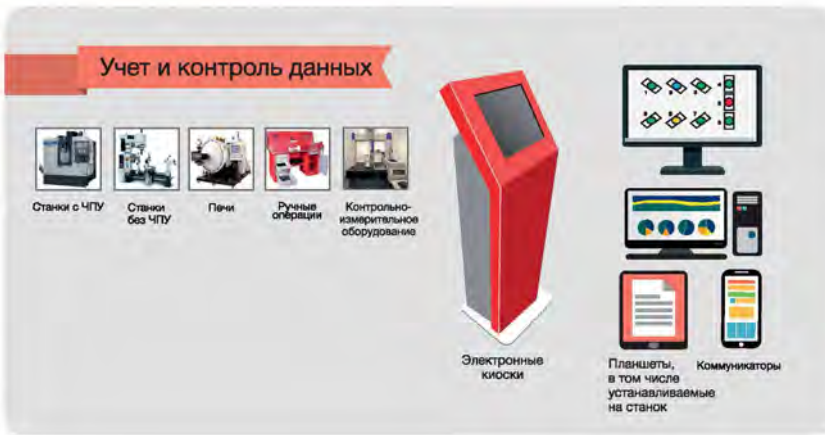 Учет и контроль данных
Станки с ЧПУ
Станки
без ЧПУ
Печи
Ручные
операции
Контрольно-
измерительное
оборудование
Электронные
киоски
Планшеты,
в том числе
устанавливаемые
на станок
Коммуникаторы